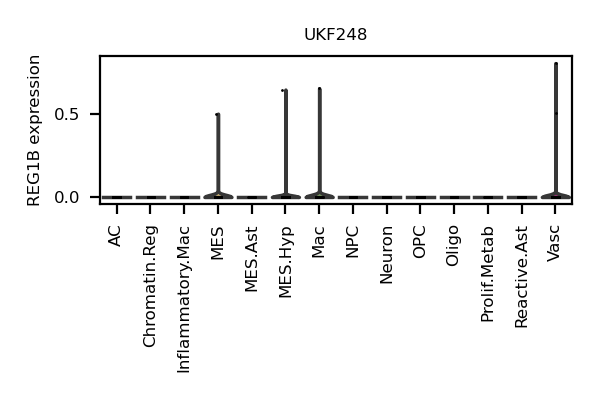 UKF248
REG1B expression
0.5
0.0
AC
Chromatin.Reg
Inflammatory.Mac
MES
MES.Ast
MES.Hyp
Mac
NPC
Neuron
OPC
Oligo
Prolif.Metab
Reactive.Ast
Vasc